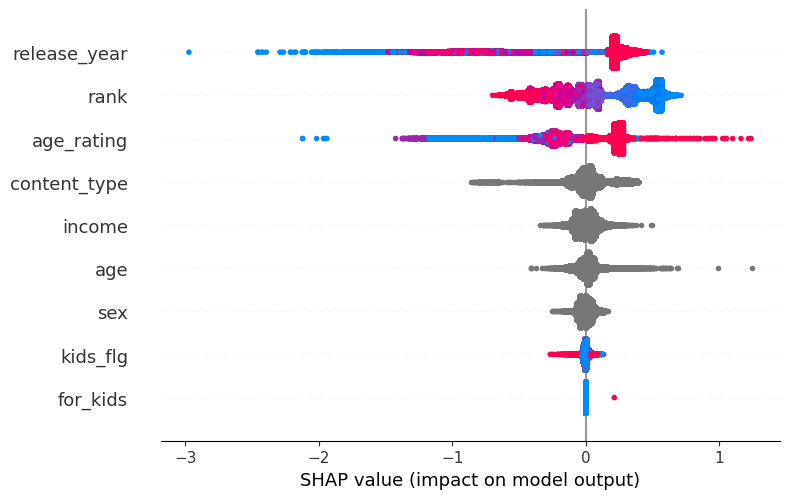 release_year
rank
age_rating
content_type
income
age
sex
kids_flg
for_kids
−3 −2 −1 0 1
SHAP value (impact on model output)